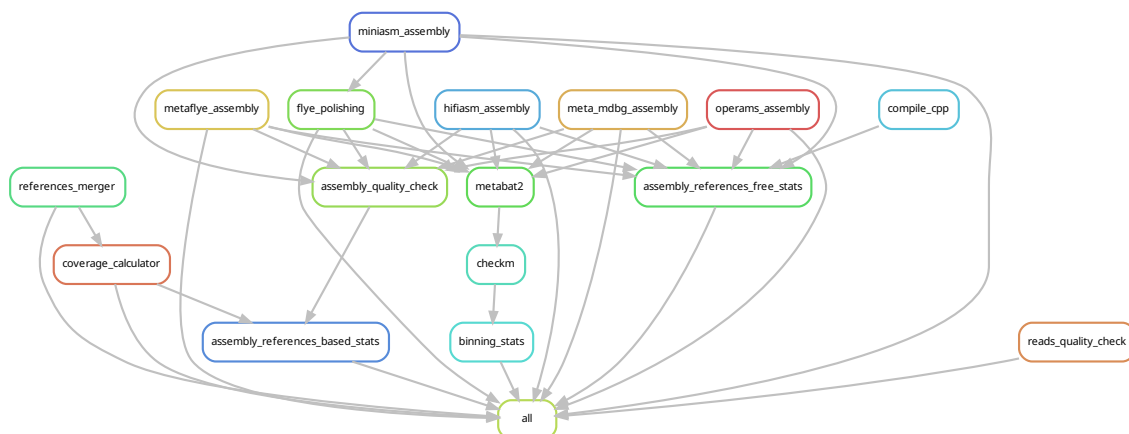 miniasm_assembly
metaflye_assembly
flye_polishing
hifiasm_assembly
meta_mdbg_assembly
operams_assembly
compile_cpp
references_merger
assembly_quality_check
metabat2
assembly_references_free_stats
coverage_calculator
checkm
assembly_references_based_stats
binning_stats
reads_quality_check
all